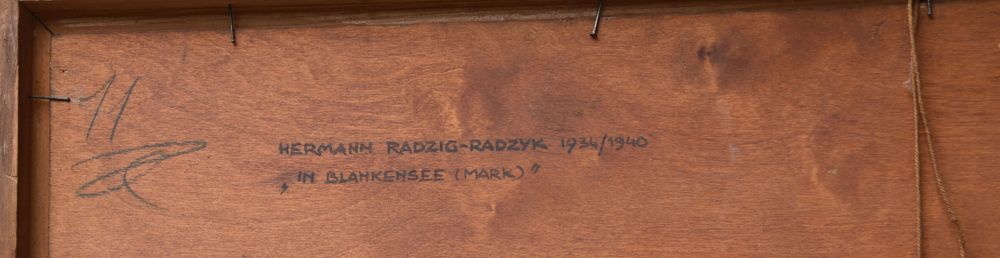 11
HERMANN RADZIG-RADZYK 1934/1940
„IN BLANKENSEE (MARK)"